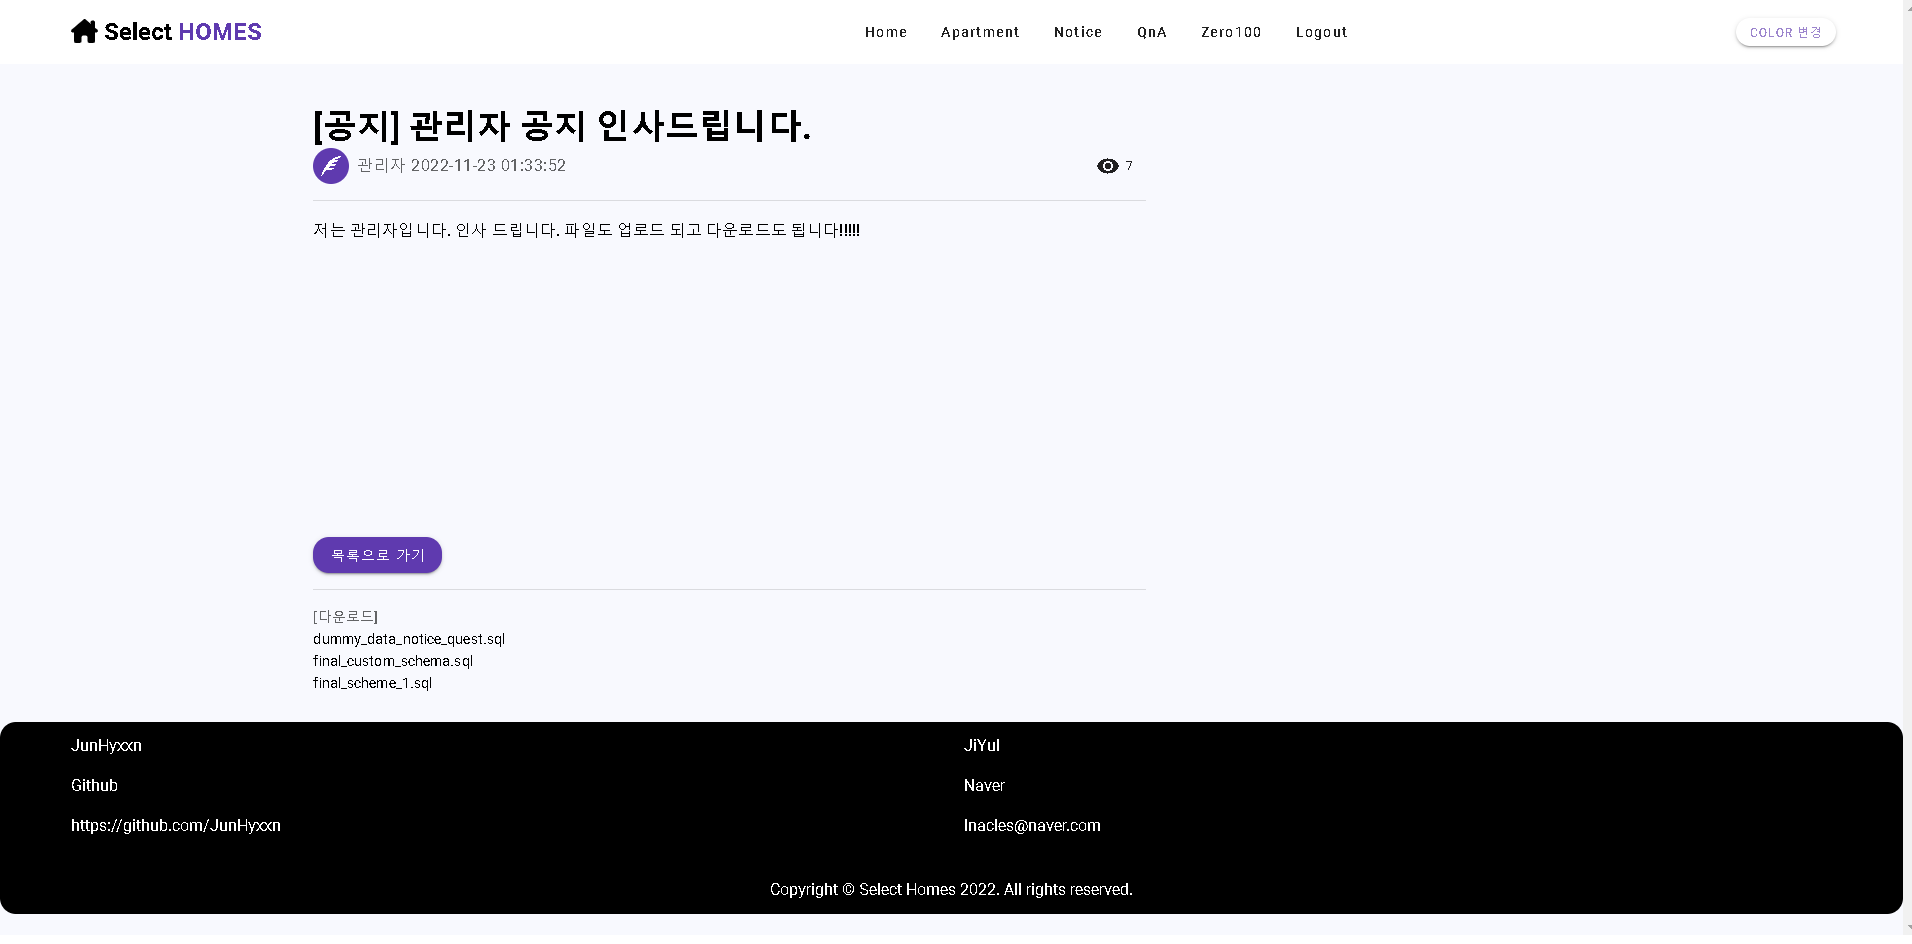 Select HOMES
Home Apartment Notice QnA Zero100 Logout
COLOR 변경
[공지] 관리자 공지 인사드립니다.
관리자 2022-11-23 01:33:52
7
저는 관리자입니다. 인사 드립니다. 파일도 업로드 되고 다운로드도 됩니다!!!!!
목록으로 가기
[다운로드]
dummy_data_notice_quest.sql
final_custom_schema.sql
final_scheme_1.sql
JunHyxxn
Github
https://github.com/JunHyxxn
JiYul
Naver
lnacles@naver.com
Copyright © Select Homes 2022. All rights reserved.